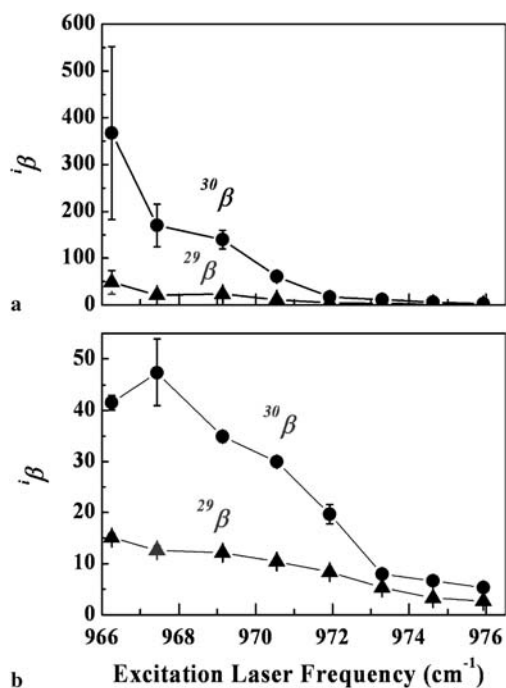 600
500
400
300
200
100
0
iβ
30β
29β
a
50
40
30
20
10
0
iβ
30β
29β
966 968 970 972 974 976
b Excitation Laser Frequency (cm-1)